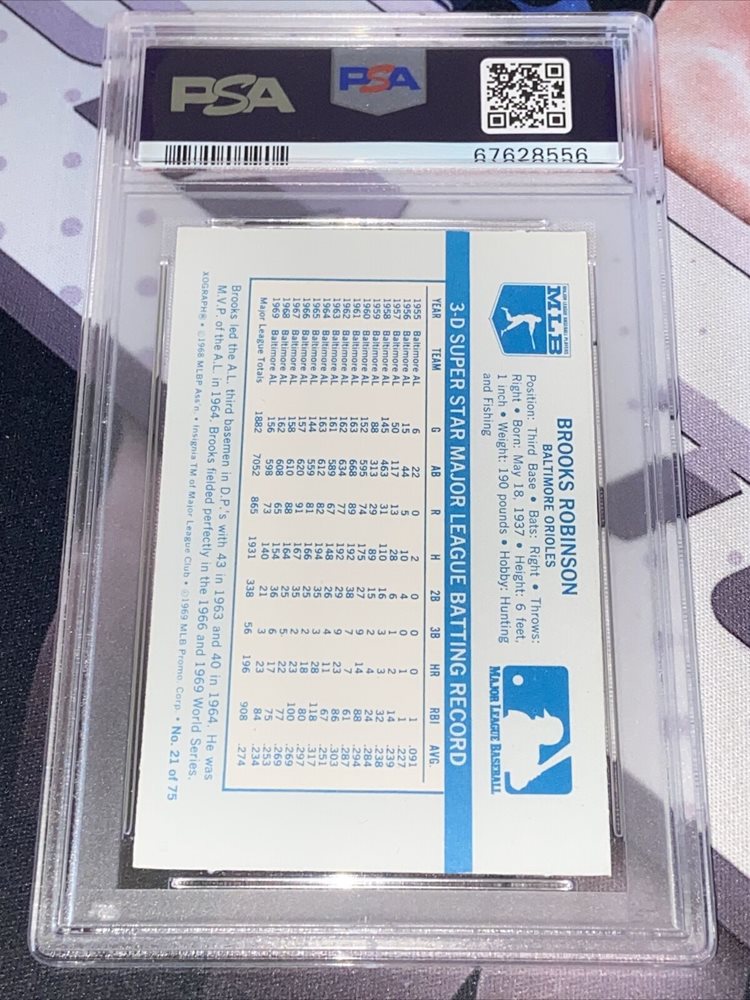 PSA
PSA
67628556
MAJOR LEAGUE BASEBALL PLAYERS
MLB
BROOKS ROBINSON
BALTIMORE ORIOLES
Position: Third Base • Bats: Right • Throws:
Right • Born: May 18, 1937 • Height: 6 feet,
1 inch • Weight: 190 pounds • Hobby: Hunting
and Fishing
MAJOR LEAGUE BASEBALL
3-D SUPER STAR MAJOR LEAGUE BATTING RECORD
YEAR TEAM G AB R H 2B 3B HR RBI AVG.
1955 Baltimore AL 6 22 0 2 0 0 0 1 .091
1956 Baltimore AL 15 44 5 10 4 0 1 1 .227
1957 Baltimore AL 50 117 13 28 6 1 2 14 .239
1958 Baltimore AL 145 463 31 110 16 3 3 32 .238
1959 Baltimore AL 88 313 29 89 15 2 4 24 .284
1960 Baltimore AL 152 595 74 175 27 9 14 88 .294
1961 Baltimore AL 163 668 89 192 38 7 7 61 .287
1962 Baltimore AL 162 634 77 192 29 9 23 86 .303
1963 Baltimore AL 161 589 67 148 26 4 11 67 .251
1964 Baltimore AL 163 612 82 194 35 3 28 118 .317
1965 Baltimore AL 144 559 81 166 25 2 18 80 .297
1966 Baltimore AL 157 620 91 167 35 2 23 100 .269
1967 Baltimore AL 158 610 88 164 25 5 22 77 .269
1968 Baltimore AL 162 608 65 154 36 6 17 75 .253
1969 Baltimore AL 156 598 73 140 21 3 23 84 .234
Major League Totals 1882 7052 865 1931 338 56 196 908 .274
Brooks led the A.L. third basemen in D.P.'s with 43 in 1963 and 40 in 1964. He was
M.V.P. of the A.L. in 1964. Brooks fielded perfectly in the 1966 and 1969 World Series.
XOGRAPH® • ©1968 MLBP Ass'n. • Insignia TM of Major League Club • ©1969 MLB Promo. Corp. • No. 21 of 75